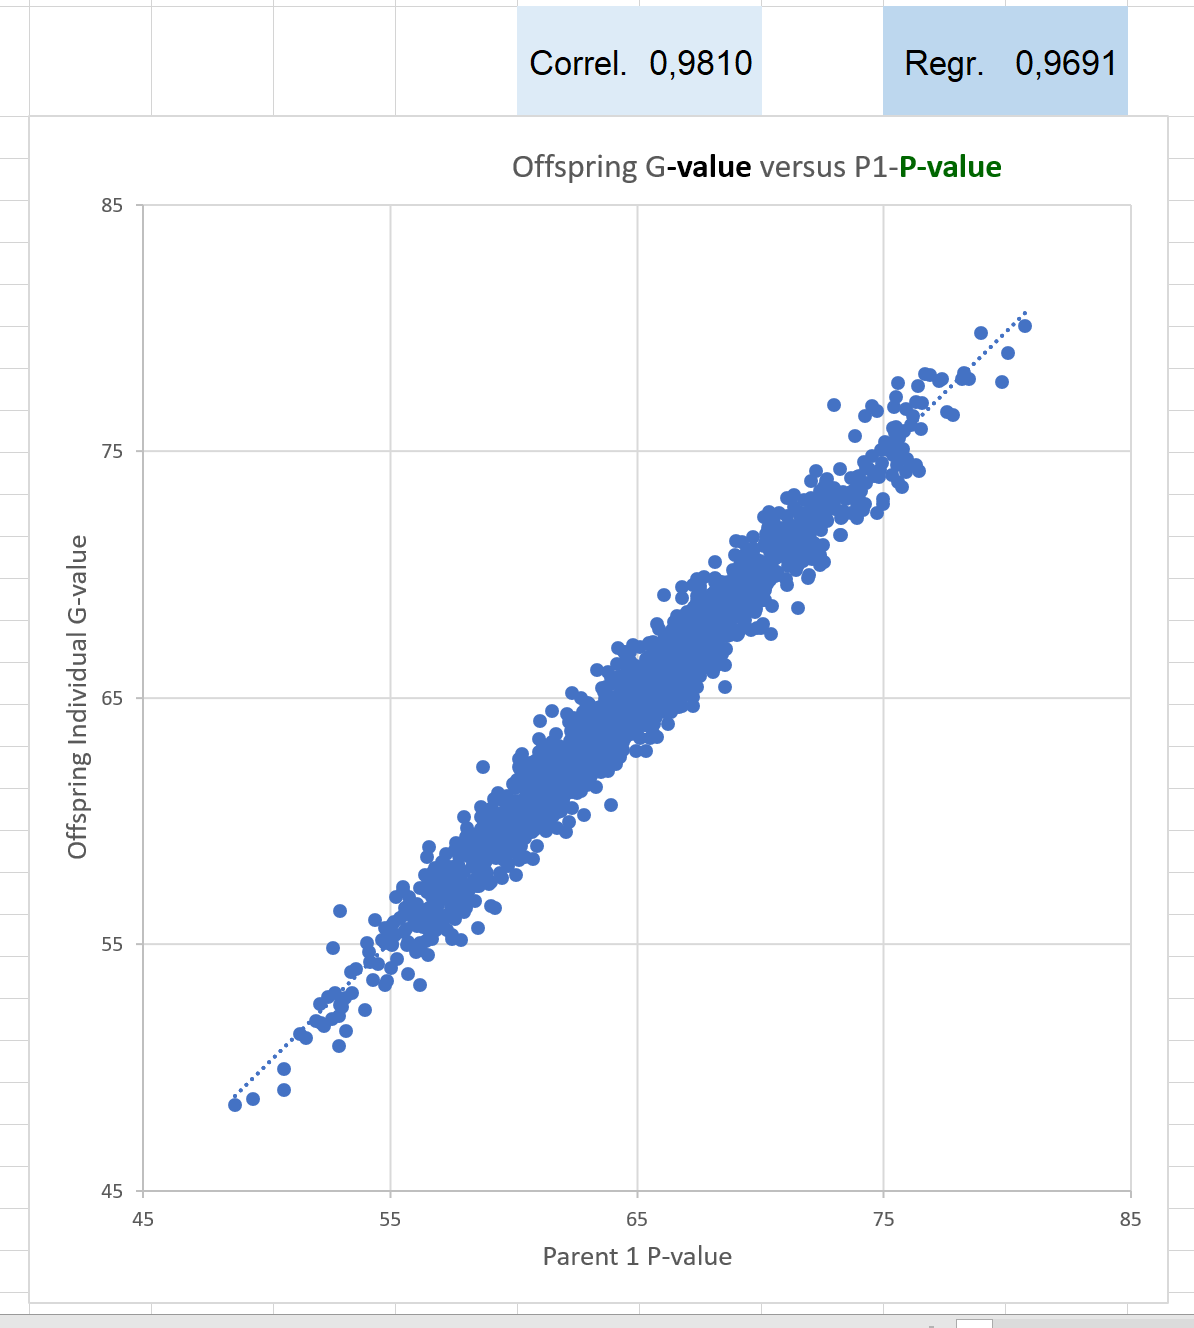 Correl. 0,9810 Regr. 0,9691
Offspring G-value versus P1-P-value
85
75
65
55
45
Offspring Individual G-value
45 55 65 75 85
Parent 1 P-value